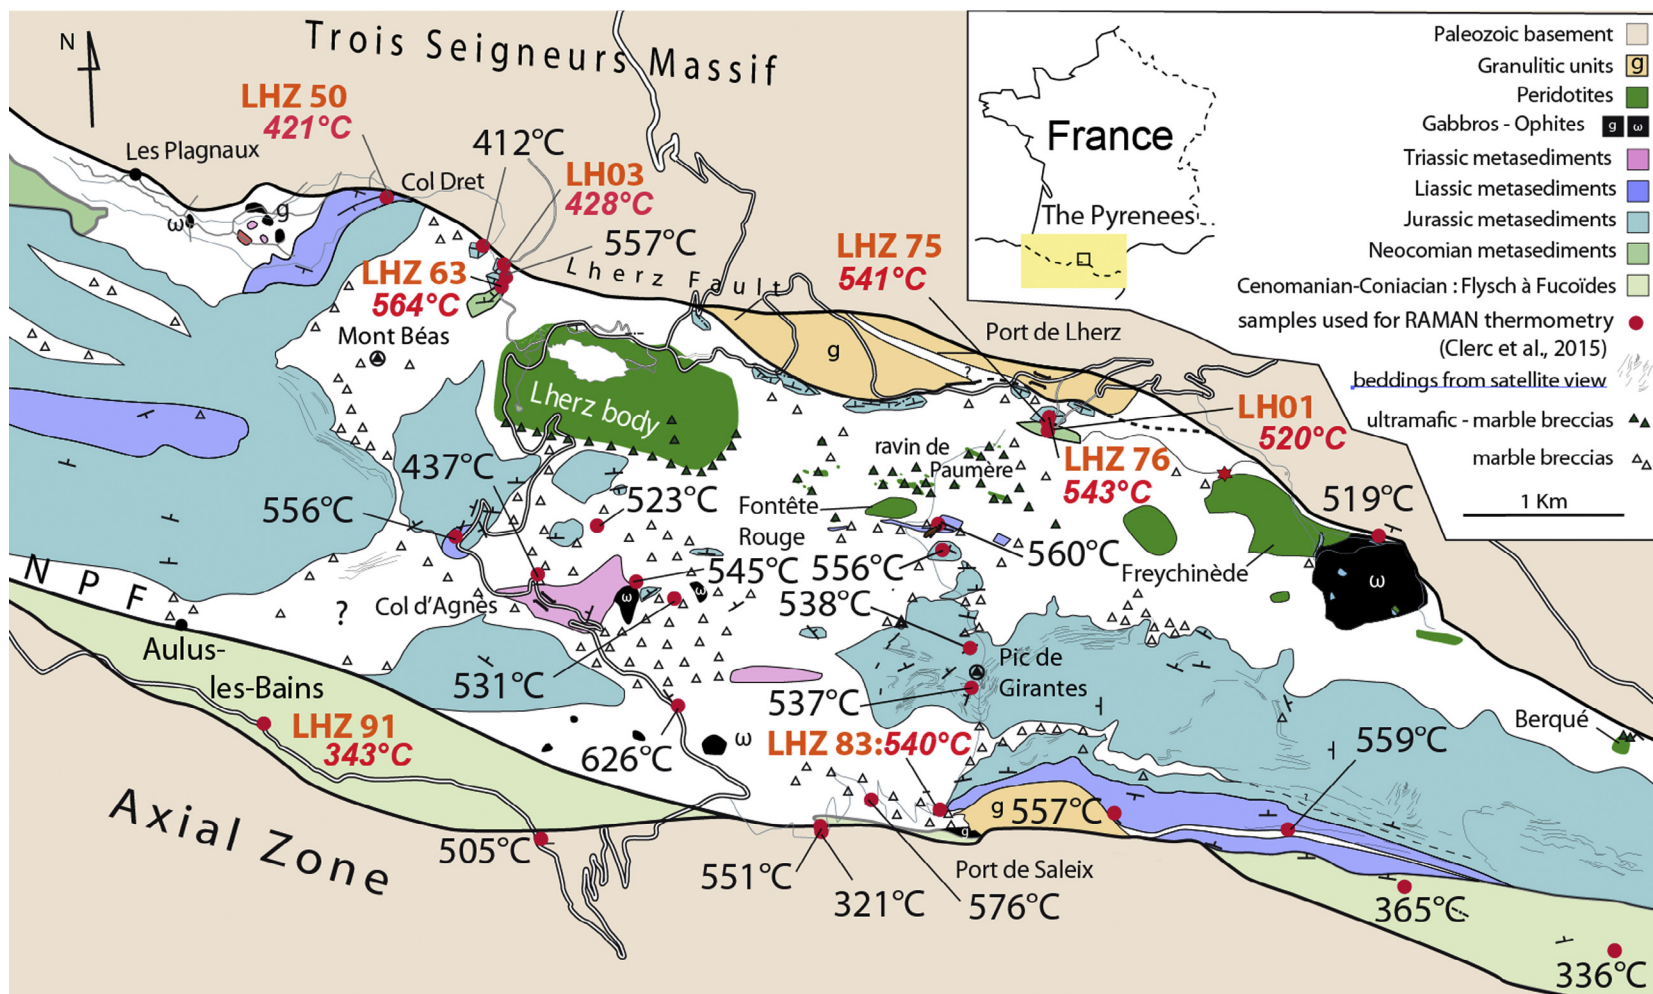 N
Trois Seigneurs Massif
LHZ 50
421°C
Les Plagnaux
412°C
Col Dret
LH03
428°C
ω
g
557°C
LHZ 63
564°C
Lherz Fault
LHZ 75
541°C
Mont Béas
g
Port de Lherz
?
Lherz body
LH01
520°C
437°C
ravin de
Paumère
LHZ 76
543°C
556°C
523°C
Fontête
Rouge
519°C
560°C
545°C
556°C
Freychinède
ω
NPF
?
Col d'Agnes
ω
ω
538°C
Aulus-
les-Bains
531°C
Pic de
Girantes
537°C
Berqué
LHZ 91
343°C
626°C
ω
LHZ 83:540°C
559°C
g
557°C
g
Axial Zone
505°C
551°C
321°C
Port de Saleix
576°C
365°C
336°C
France
The Pyrenees
Paleozoic basement
Granulitic units g
Peridotites
Gabbros - Ophites g ω
Triassic metasediments
Liassic metasediments
Jurassic metasediments
Neocomian metasediments
Cenomanian-Coniacian : Flysch à Fucoïdes
samples used for RAMAN thermometry
(Clerc et al., 2015)
beddings from satellite view
ultramafic - marble breccias
marble breccias
1 Km